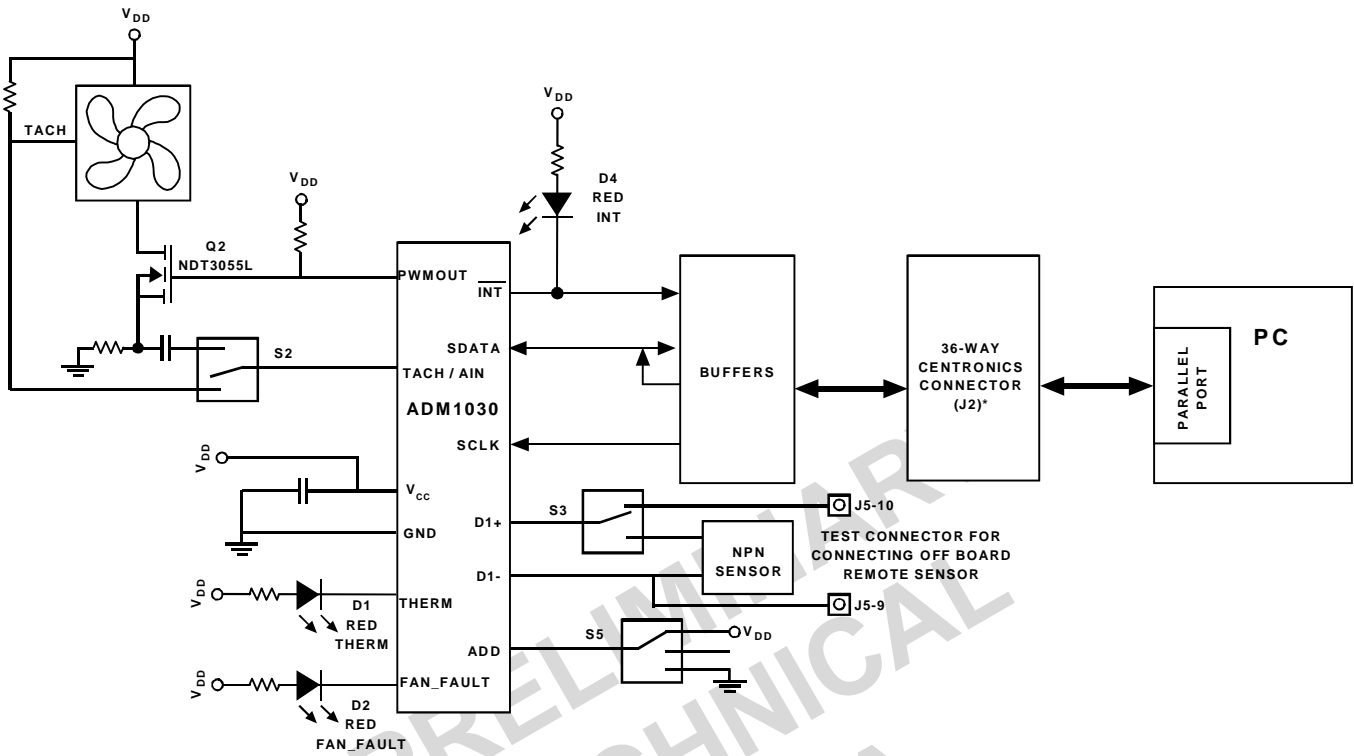 VDD
TACH
VDD
VDD
D4
RED
INT
Q2
NDT3055L
PWMOUT
INT
S2
SDATA
TACH / AIN
ADM1030
SCLK
BUFFERS
36-WAY
CENTRONICS
CONNECTOR
(J2)*
PARALLEL
PORT
PC
VDD
VCC
GND
S3
D1+
D1-
NPN
SENSOR
J5-10
TEST CONNECTOR FOR
CONNECTING OFF BOARD
REMOTE SENSOR
J5-9
VDD
D1
RED
THERM
THERM
S5
VDD
ADD
VDD
FAN_FAULT
D2
RED
FAN_FAULT
PRELIMINAR
CHNICAL